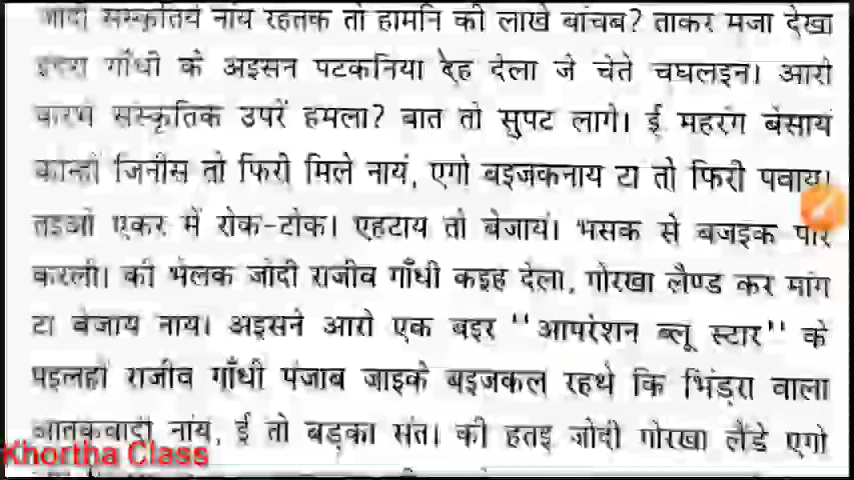 जोदी संस्कृतियें नांय रहतक तो हामनि की लाखे बांचब? ताकर मजा देखा
गाँधी के अइसन पटकनिया देह देला जे चेते चघलइन। आरो
संस्कृतिक उपरें हमला? बात तो सुपट लागे। ई महरंग बेसायं
कोन्हों जिनीस तो फिरी मिले नायं, एगो बइजकनाय टा तो फिरी पवाय।
तइओ एकर में रोक-टोक। एहटाय तो बेजायं। भसक से बजइक पार
करली। की भेलक जोदी राजीव गाँधी कइह देला, गोरखा लैण्ड कर मांग
टा बेजाय नाय। अइसने आरो एक बइर "आपरेशन ब्लू स्टार" के
पइलहीं राजीव गाँधी पंजाब जाइके बइजकल रहथे कि भिंडरा वाला
आतंकवादी नांय, ई तो बड़का संत। की हतइ जोदी गोरखा लैंडे एगो
Khortha Class